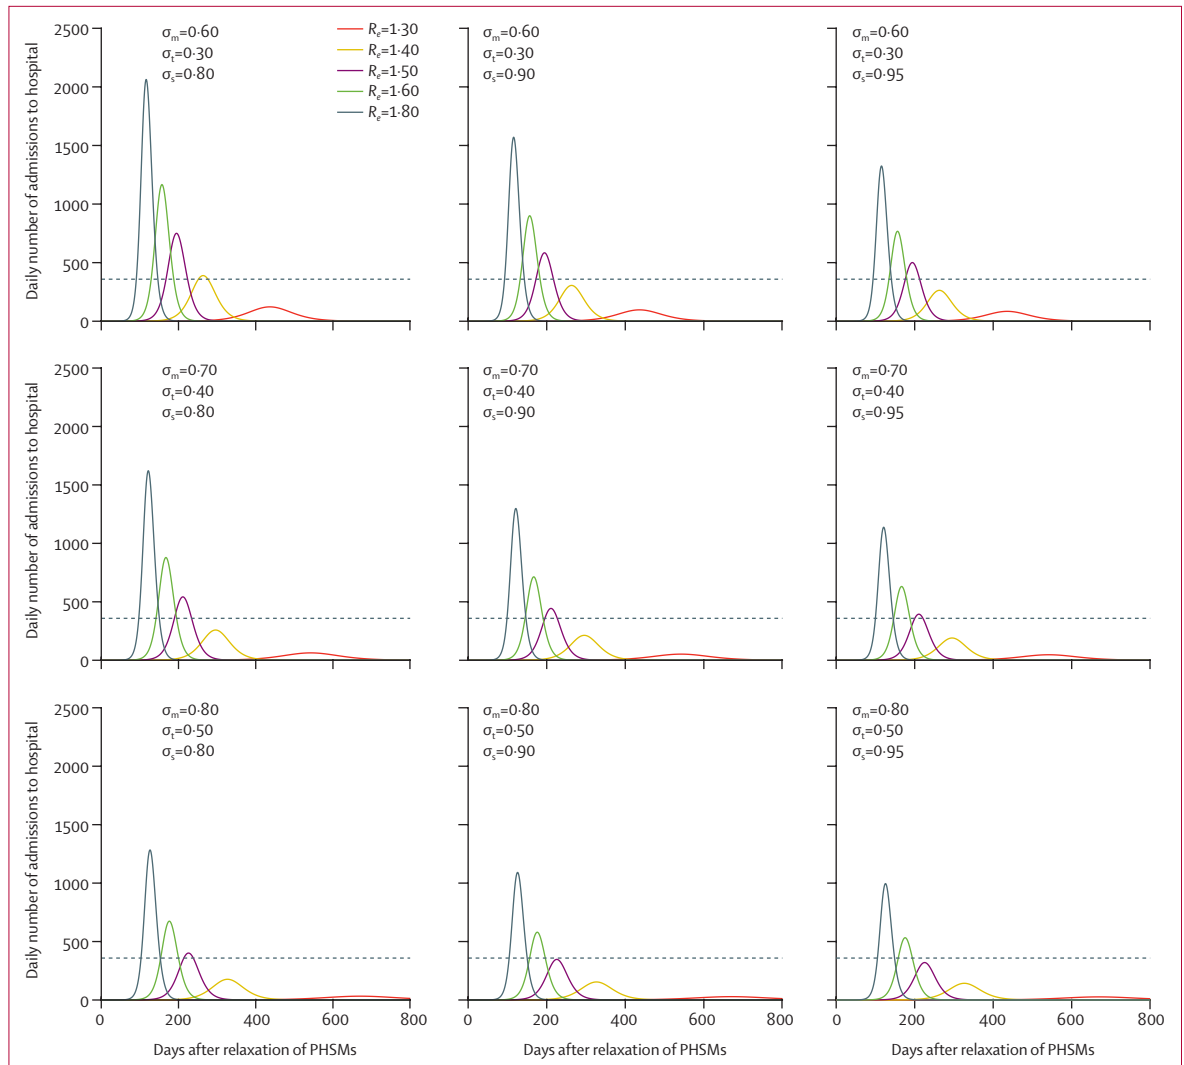 Daily number of admissions to hospital
2500
2000
1500
1000
500
0
σm=0·60
σt=0·30
σs=0·80
Re=1·30
Re=1·40
Re=1·50
Re=1·60
Re=1·80
σm=0·60
σt=0·30
σs=0·90
σm=0·60
σt=0·30
σs=0·95
Daily number of admissions to hospital
2500
2000
1500
1000
500
0
σm=0·70
σt=0·40
σs=0·80
σm=0·70
σt=0·40
σs=0·90
σm=0·70
σt=0·40
σs=0·95
Daily number of admissions to hospital
2500
2000
1500
1000
500
0
σm=0·80
σt=0·50
σs=0·80
σm=0·80
σt=0·50
σs=0·90
σm=0·80
σt=0·50
σs=0·95
0 200 400 600 800
Days after relaxation of PHSMs
0 200 400 600 800
Days after relaxation of PHSMs
0 200 400 600 800
Days after relaxation of PHSMs